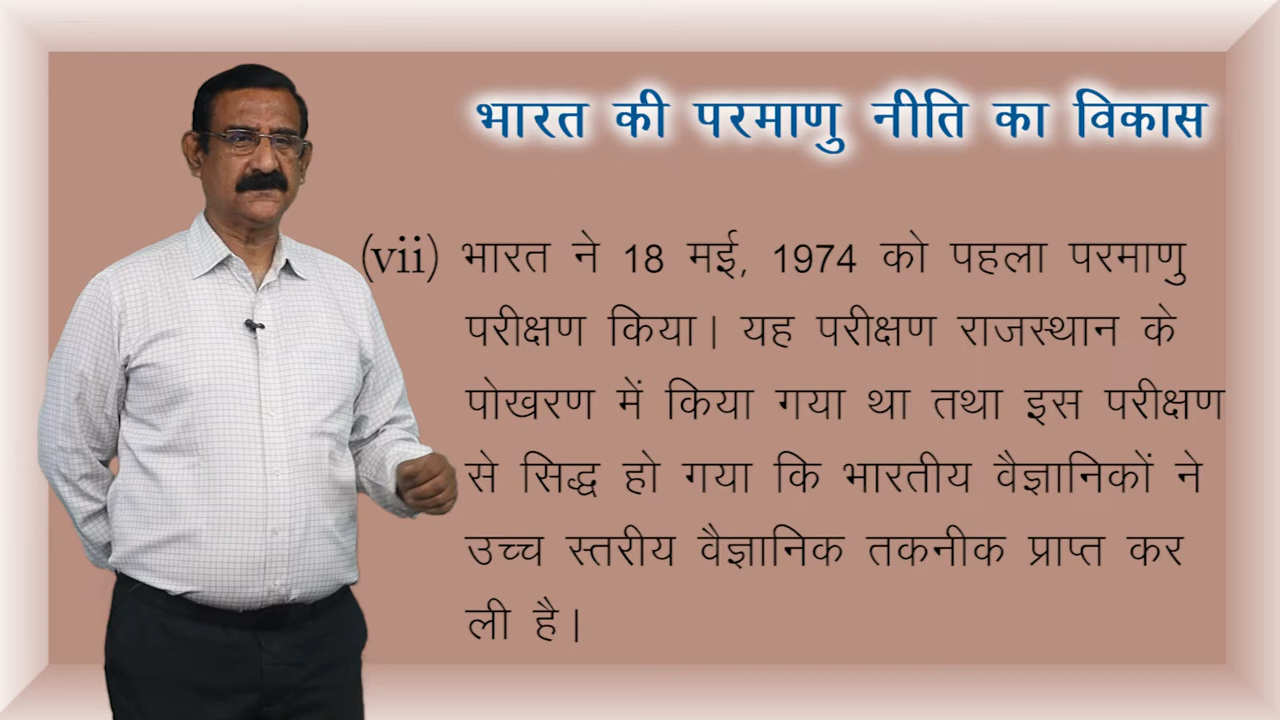 भारत की परमाणु नीति का विकास
(vii) भारत ने 18 मई, 1974 को पहला परमाणु
परीक्षण किया। यह परीक्षण राजस्थान के
पोखरण में किया गया था तथा इस परीक्षण
से सिद्ध हो गया कि भारतीय वैज्ञानिकों ने
उच्च स्तरीय वैज्ञानिक तकनीक प्राप्त कर
ली है।